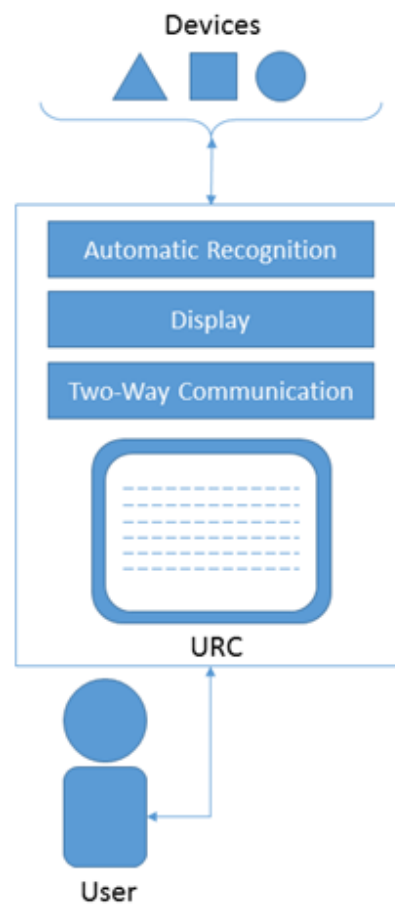 Devices
Automatic Recognition
Display
Two-Way Communication
URC
User